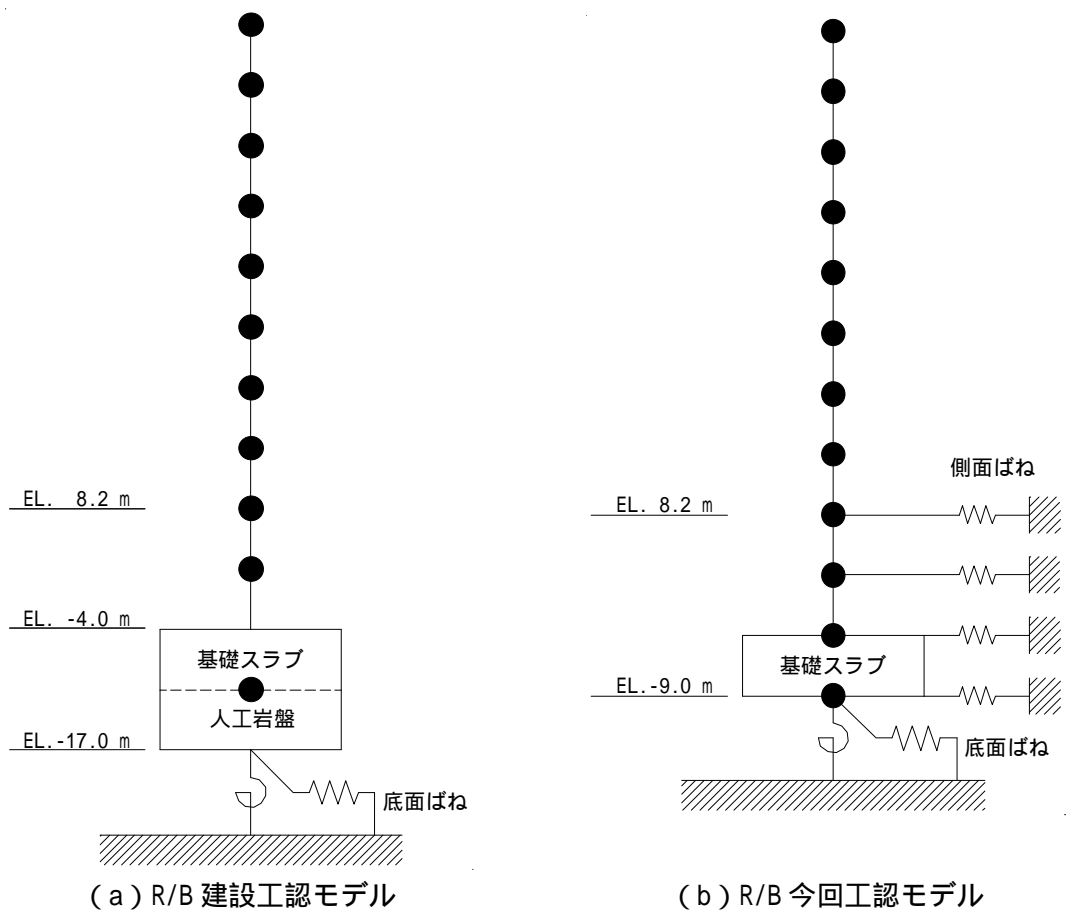 EL. 8.2 m
EL. -4.0 m
基礎スラブ
人工岩盤
EL.-17.0 m
底面ばね
(a) R/B 建設工認モデル
側面ばね
EL. 8.2 m
基礎スラブ
EL.-9.0 m
底面ばね
(b) R/B 今回工認モデル